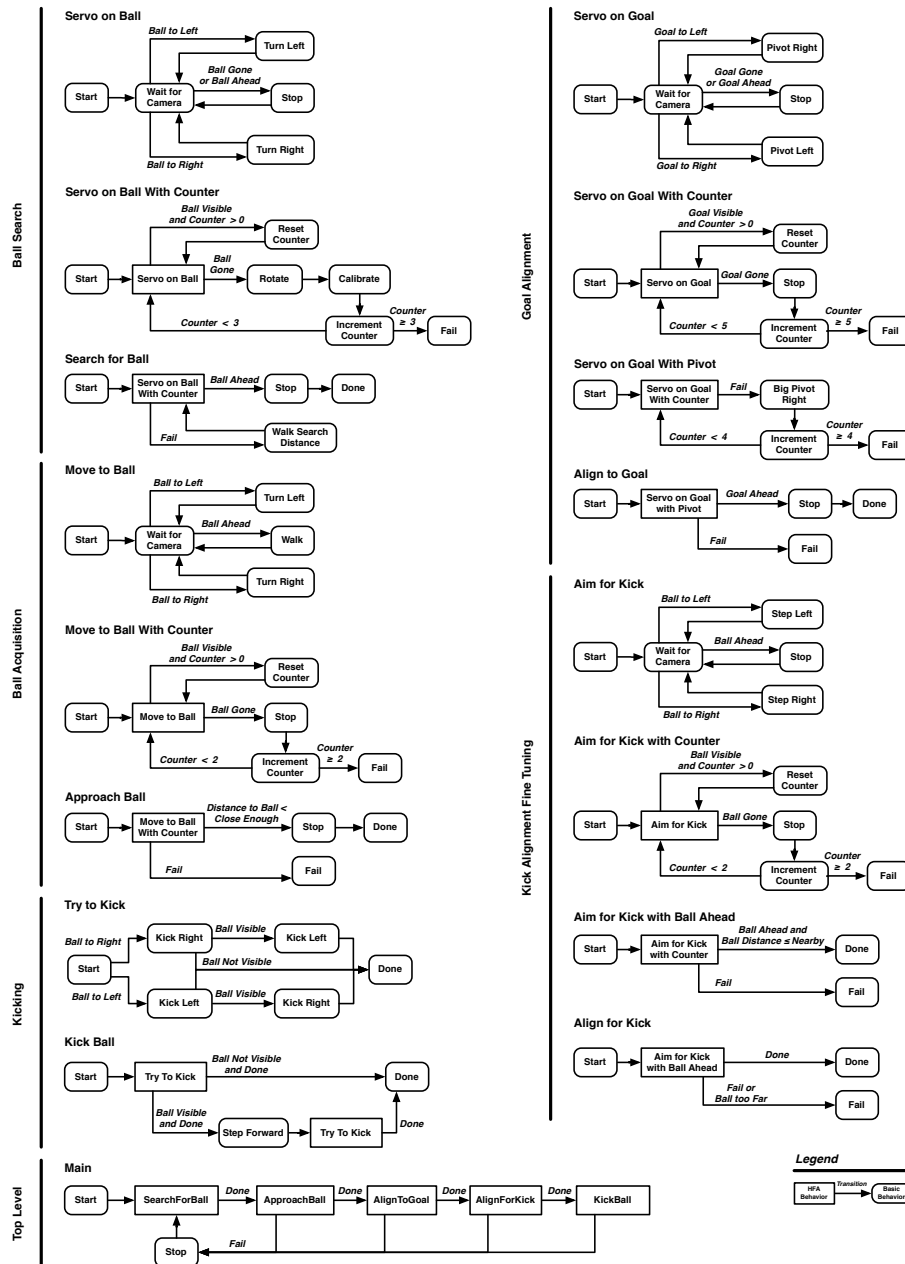 Ball Search
Servo on Ball
Ball to Left
Turn Left
Ball Gone
or Ball Ahead
Start
Wait for
Camera
Stop
Turn Right
Ball to Right
Servo on Ball With Counter
Ball Visible
and Counter > 0
Reset
Counter
Ball
Gone
Start
Servo on Ball
Rotate
Calibrate
Counter < 3
Increment
Counter
Counter
≥ 3
Fail
Search for Ball
Start
Servo on Ball
With Counter
Ball Ahead
Stop
Done
Fail
Walk Search
Distance
Ball Acquisition
Move to Ball
Ball to Left
Turn Left
Ball Ahead
Start
Wait for
Camera
Walk
Turn Right
Ball to Right
Move to Ball With Counter
Ball Visible
and Counter > 0
Reset
Counter
Start
Move to Ball
Ball Gone
Stop
Counter < 2
Increment
Counter
Counter
≥ 2
Fail
Approach Ball
Start
Move to Ball
With Counter
Distance to Ball <
Close Enough
Stop
Done
Fail
Fail
Kicking
Try to Kick
Ball to Right
Kick Right
Ball Visible
Kick Left
Start
Ball Not Visible
Done
Ball to Left
Kick Left
Ball Visible
Kick Right
Kick Ball
Start
Try To Kick
Ball Not Visible
and Done
Done
Ball Visible
and Done
Step Forward
Try To Kick
Done
Top Level
Main
Start
SearchForBall
Done
ApproachBall
Done
AlignToGoal
Done
AlignForKick
Done
KickBall
Stop
Fail
Goal Alignment
Servo on Goal
Goal to Left
Pivot Right
Goal Gone
or Goal Ahead
Start
Wait for
Camera
Stop
Pivot Left
Goal to Right
Servo on Goal With Counter
Goal Visible
and Counter > 0
Reset
Counter
Start
Servo on Goal
Goal Gone
Stop
Counter < 5
Increment
Counter
Counter
≥ 5
Fail
Servo on Goal With Pivot
Start
Servo on Goal
With Counter
Fail
Big Pivot
Right
Counter < 4
Increment
Counter
Counter
≥ 4
Fail
Align to Goal
Start
Servo on Goal
with Pivot
Goal Ahead
Stop
Done
Fail
Fail
Kick Alignment Fine Tuning
Aim for Kick
Ball to Left
Step Left
Ball Ahead
Start
Wait for
Camera
Stop
Step Right
Ball to Right
Aim for Kick with Counter
Ball Visible
and Counter > 0
Reset
Counter
Start
Aim for Kick
Ball Gone
Stop
Counter < 2
Increment
Counter
Counter
≥ 2
Fail
Aim for Kick with Ball Ahead
Start
Aim for Kick
with Counter
Ball Ahead and
Ball Distance ≤ Nearby
Done
Fail
Fail
Align for Kick
Start
Aim for Kick
with Ball Ahead
Done
Done
Fail or
Ball too Far
Fail
Legend
HFA
Behavior
Transition
Basic
Behavior